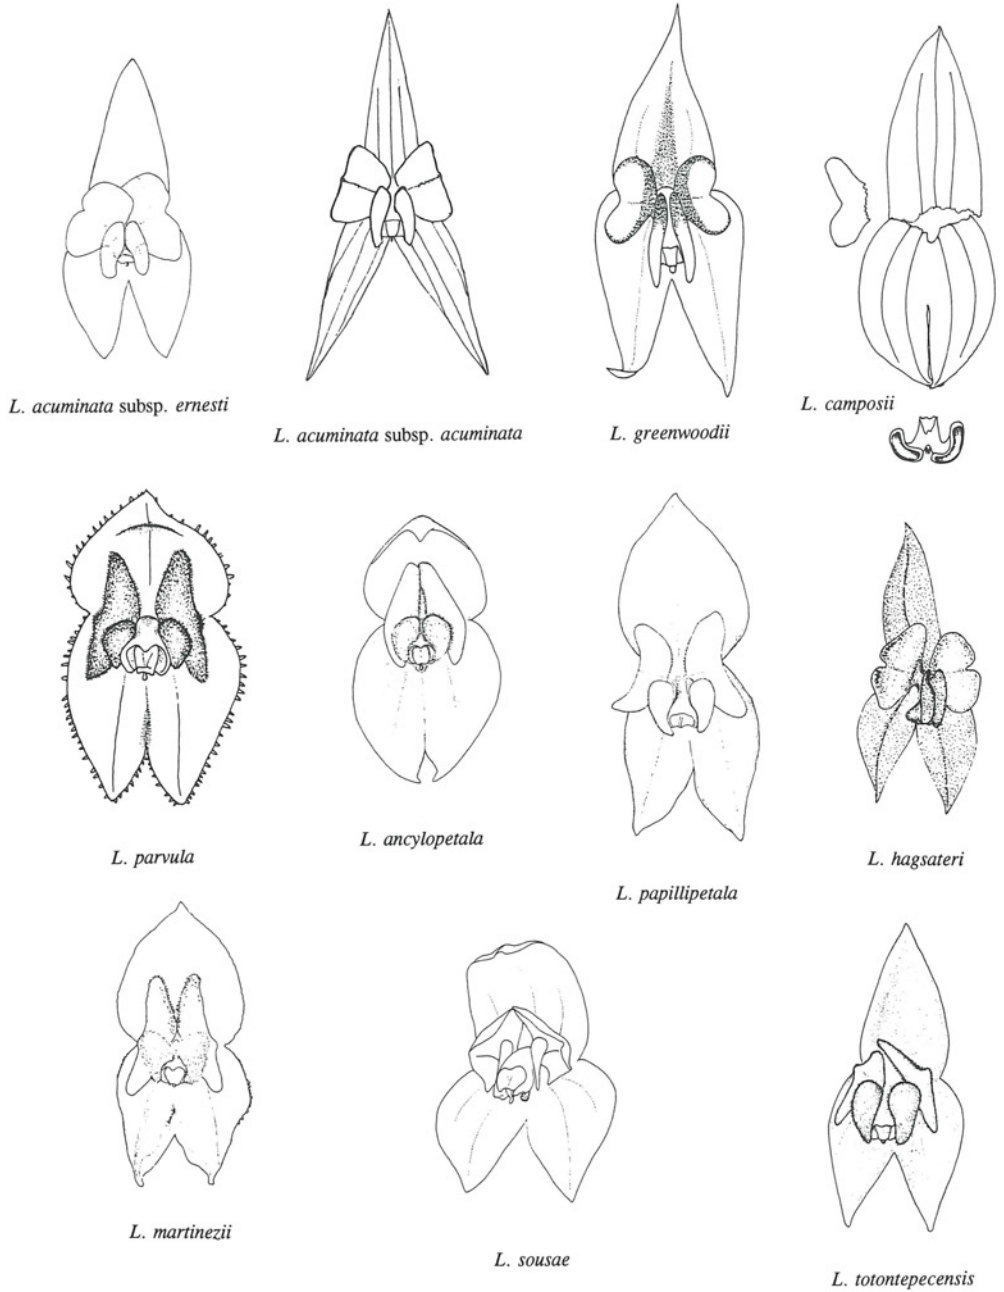 L. acuminata subsp. ernesti
L. acuminata subsp. acuminata
L. greenwoodii
L. camposii
L. parvula
L. ancylopetala
L. papillipetala
L. hagsateri
L. martinezii
L. sousae
L. totontepecensis